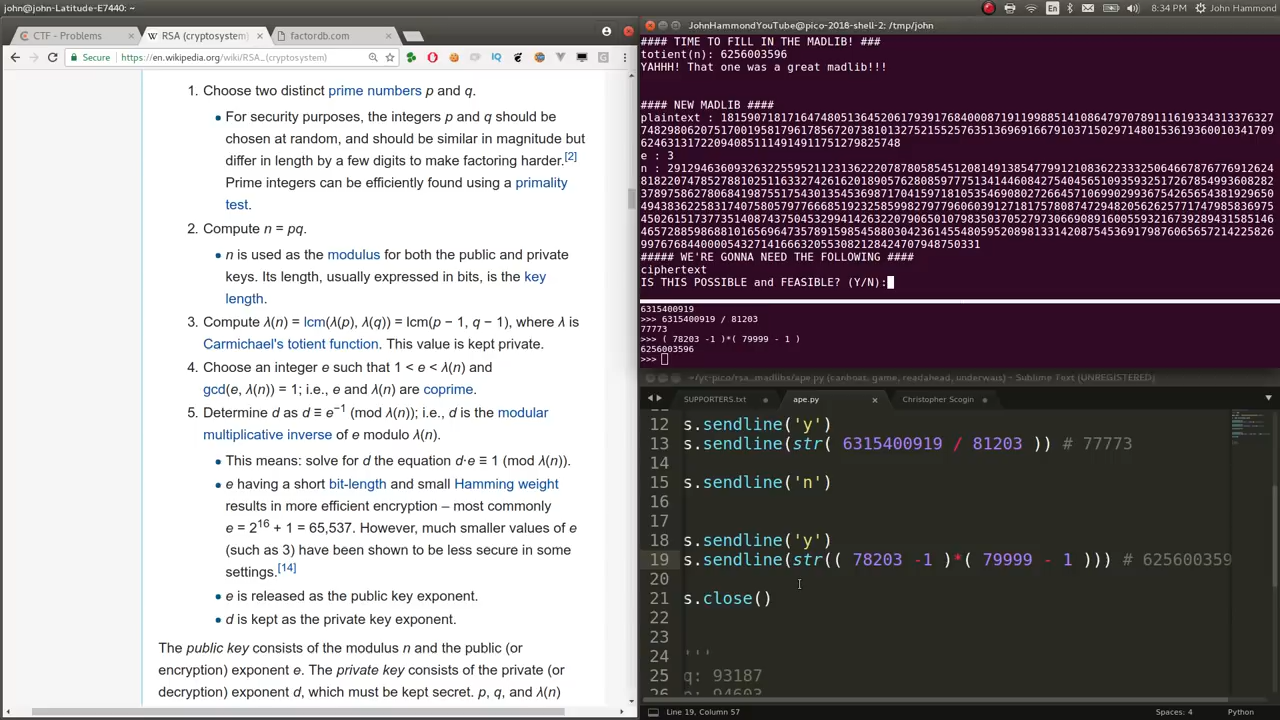 john@john-Latitude-E7440: ~
En
8:34 PM
John Hammond
CTF - Problems
RSA (cryptosystem)
factordb.com
Secure
https://en.wikipedia.org/wiki/RSA_(cryptosystem)
1. Choose two distinct prime numbers p and q.
For security purposes, the integers p and q should be
chosen at random, and should be similar in magnitude but
differ in length by a few digits to make factoring harder.[2]
Prime integers can be efficiently found using a primality
test.
2. Compute n = pq.
n is used as the modulus for both the public and private
keys. Its length, usually expressed in bits, is the key
length.
3. Compute λ(n) = lcm(λ(p), λ(q)) = lcm(p − 1, q − 1), where λ is
Carmichael's totient function. This value is kept private.
4. Choose an integer e such that 1 < e < λ(n) and
gcd(e, λ(n)) = 1; i.e., e and λ(n) are coprime.
5. Determine d as d ≡ e−1 (mod λ(n)); i.e., d is the modular
multiplicative inverse of e modulo λ(n).
This means: solve for d the equation d·e ≡ 1 (mod λ(n)).
e having a short bit-length and small Hamming weight
results in more efficient encryption – most commonly
e = 216 + 1 = 65,537. However, much smaller values of e
(such as 3) have been shown to be less secure in some
settings.[14]
e is released as the public key exponent.
d is kept as the private key exponent.
The public key consists of the modulus n and the public (or
encryption) exponent e. The private key consists of the private (or
decryption) exponent d, which must be kept secret. p, q, and λ(n)
JohnHammondYouTube@pico-2018-shell-2: /tmp/john
#### TIME TO FILL IN THE MADLIB! ###
totient(n): 6256003596
YAHHH! That one was a great madlib!!!
#### NEW MADLIB ####
e : 3
##### WE'RE GONNA NEED THE FOLLOWING ####
ciphertext
IS THIS POSSIBLE and FEASIBLE? (Y/N):
6315400919
>>> 6315400919 / 81203
77773
>>> ( 78203 -1 )*( 79999 - 1 )
6256003596
>>>
SUPPORTERS.txt
ape.py
Christopher Scogin
12 s.sendline('y')
13 s.sendline(str( 6315400919 / 81203 )) # 77773
14
15 s.sendline('n')
16
17
18 s.sendline('y')
19 s.sendline(str(( 78203 -1 )*( 79999 - 1 ))) # 625600359
20
21 s.close()
22
23
24 '''
25 q: 93187
26 p: 94603
Line 19, Column 57
Spaces: 4
Python